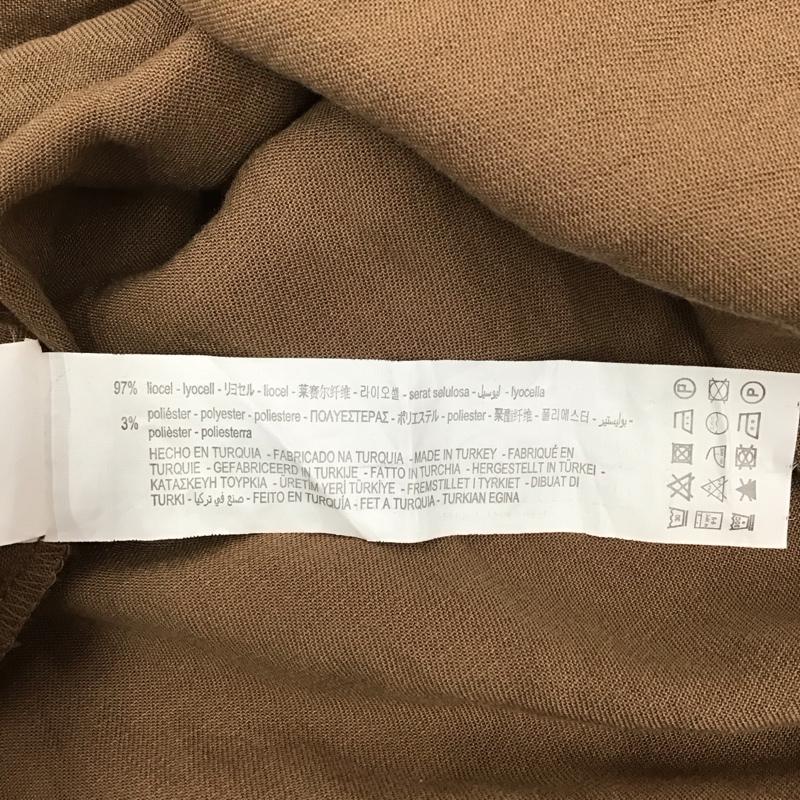 97% liocel - lyocell - リヨセル - liocel - 莱赛尔纤维 - 라이오셀 - serat selulosa - ليوسيل - lyocella
3% poliéster - polyester - poliestere - ΠΟΛΥΕΣΤΕΡΑΣ - ポリエステル - poliester - 聚酯纤维 - 폴리에스터 - بوليستير -
polièster - poliesterra
HECHO EN TURQUIA - FABRICADO NA TURQUIA - MADE IN TURKEY - FABRIQUÉ EN
TURQUIE - GEFABRICEERD IN TURKIJE - FATTO IN TURCHIA - HERGESTELLT IN TÜRKEI -
ΚΑΤΑΣΚΕΥΗ ΤΟΥΡΚΙΑ - ÜRETİM YERİ TÜRKİYE - FREMSTILLET I TYRKIET - DIBUAT DI
TURKI - صنع في تركيا - FEITO EN TURQUÍA - FET A TURQUIA - TURKIAN EGINA
P P